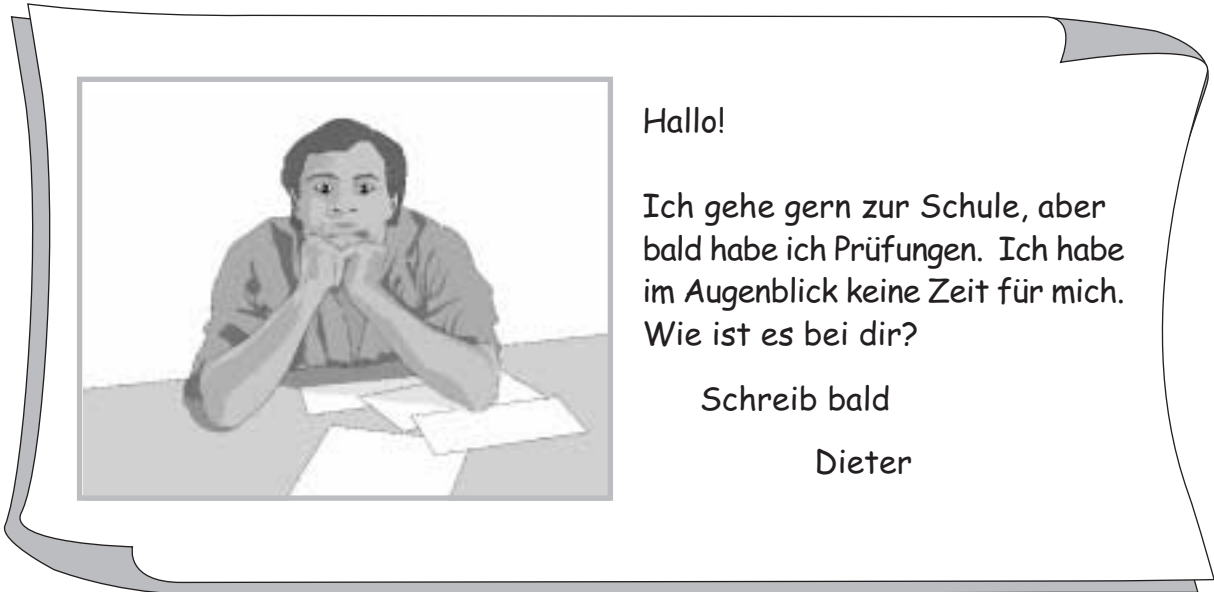 Hallo!
Ich gehe gern zur Schule, aber
bald habe ich Prüfungen. Ich habe
im Augenblick keine Zeit für mich.
Wie ist es bei dir?
Schreib bald
Dieter